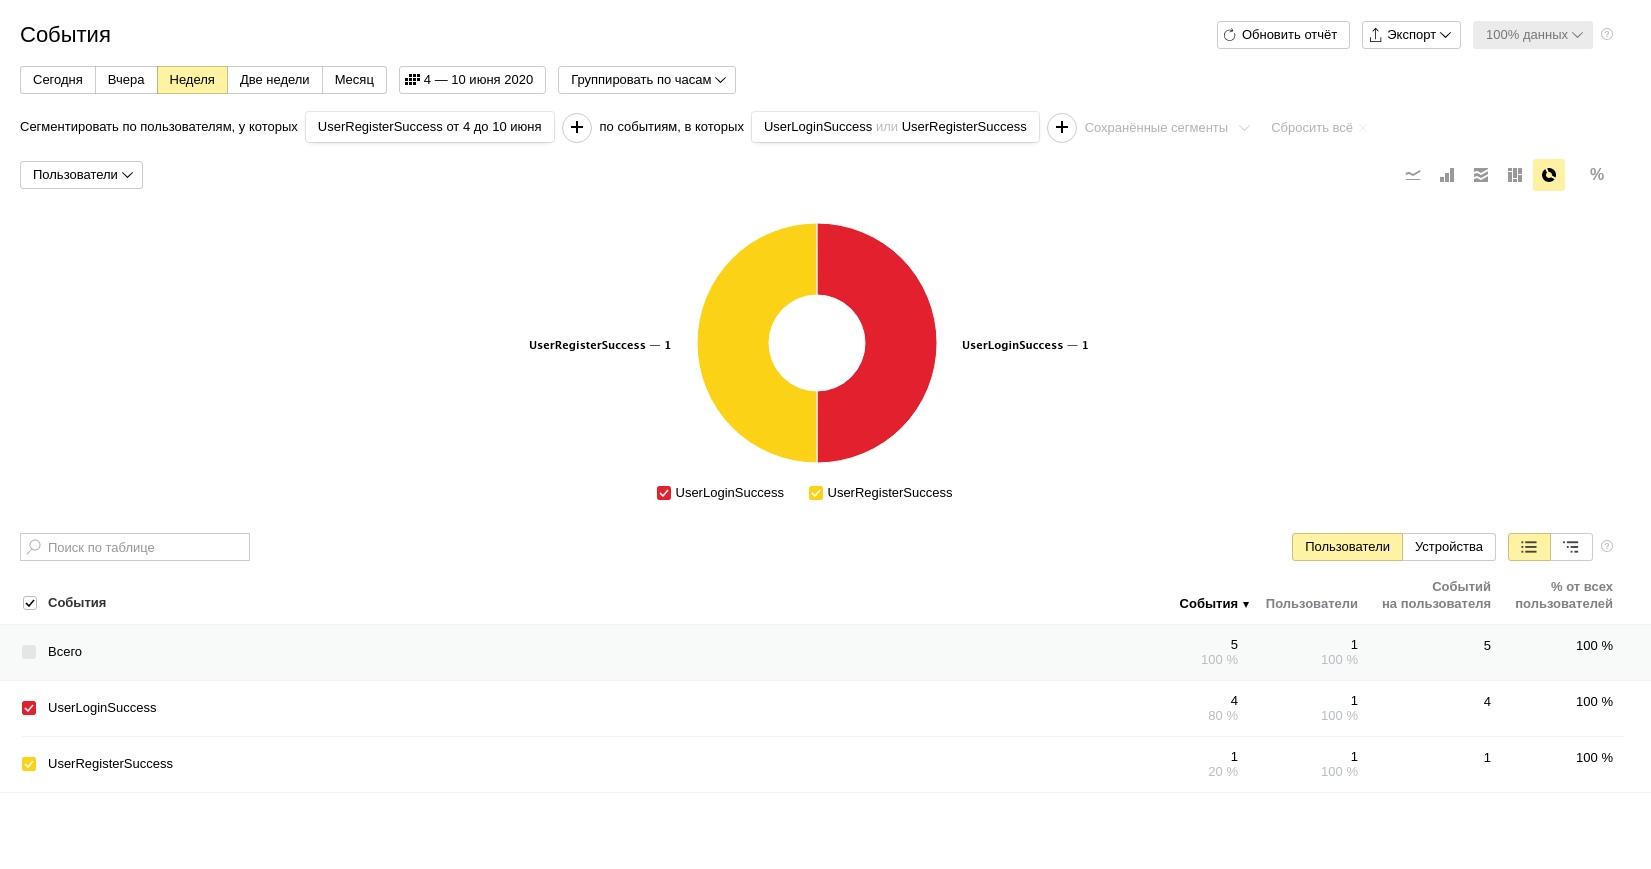 События
Обновить отчёт Экспорт 100% данных ?
Сегодня Вчера Неделя Две недели Месяц 4 — 10 июня 2020 Группировать по часам
Сегментировать по пользователям, у которых UserRegisterSuccess от 4 до 10 июня + по событиям, в которых UserLoginSuccess или UserRegisterSuccess + Сохранённые сегменты Сбросить всё ×
Пользователи %
UserRegisterSuccess — 1 UserLoginSuccess — 1
UserLoginSuccess UserRegisterSuccess
Поиск по таблице Пользователи Устройства ?
События События ▼ Пользователи Событий на пользователя % от всех пользователей
Всего 5 1 5 100 %
100 % 100 %
UserLoginSuccess 4 1 4 100 %
80 % 100 %
UserRegisterSuccess 1 1 1 100 %
20 % 100 %